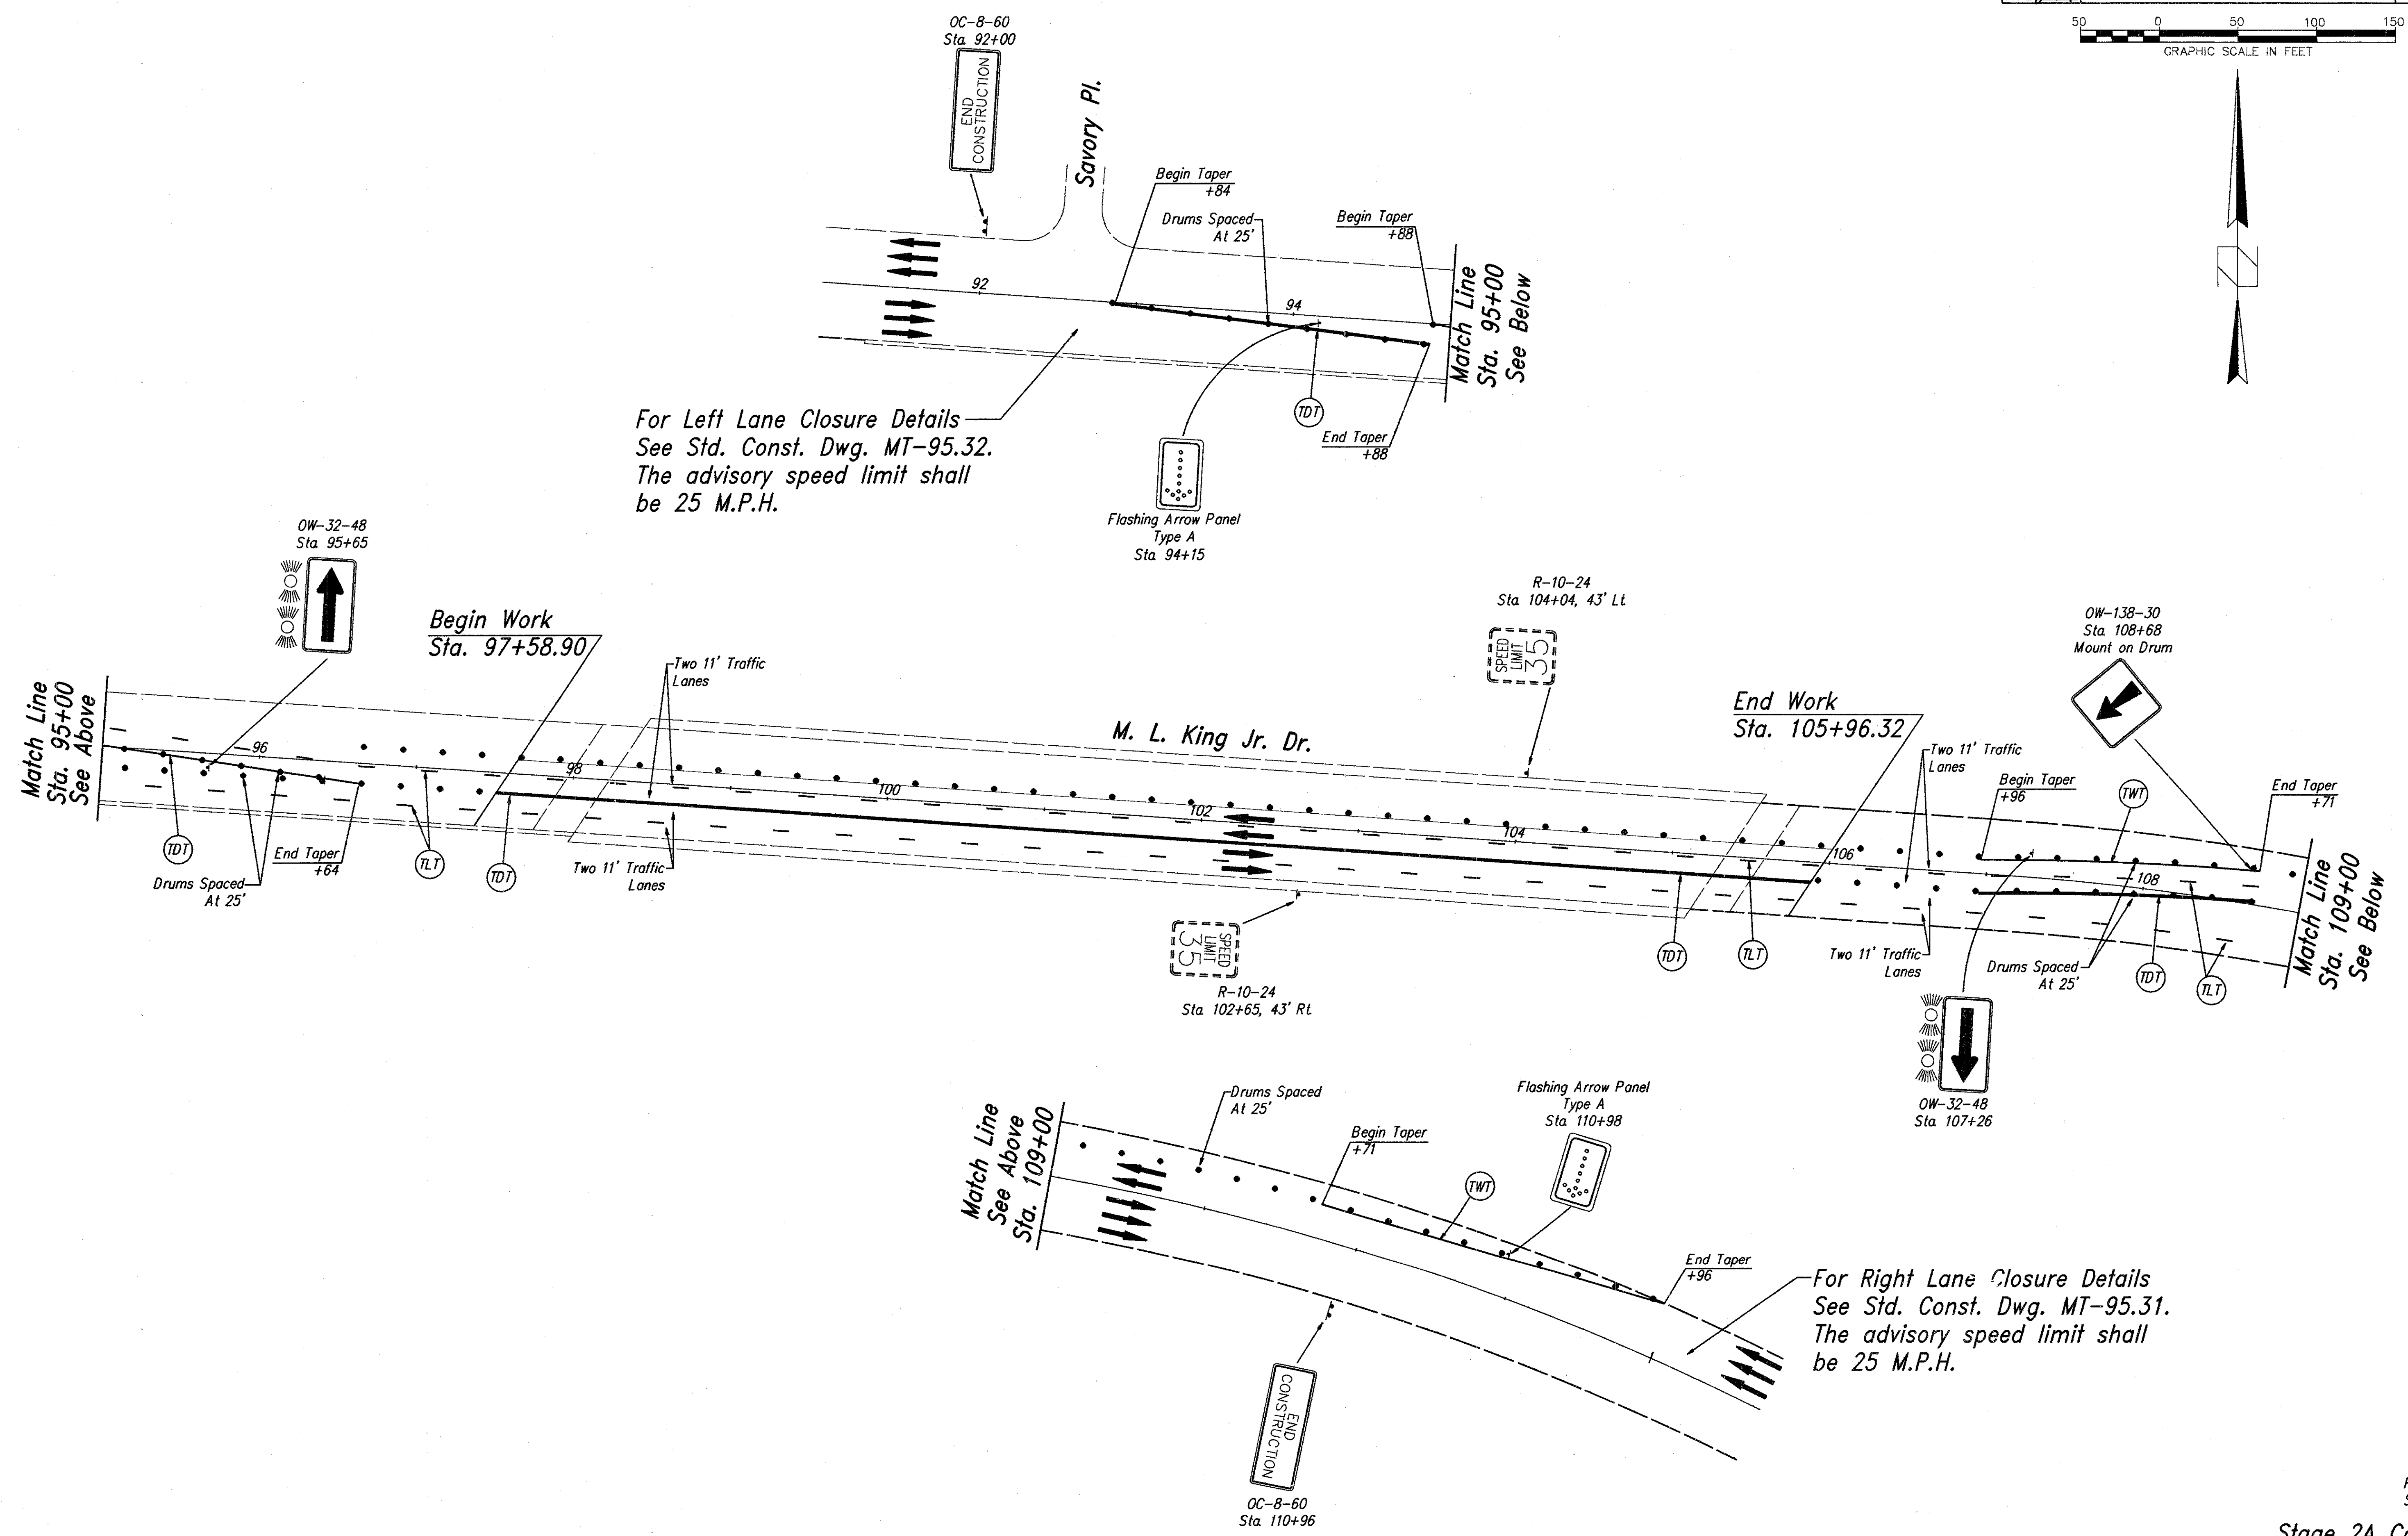 50 0 50 100 150
GRAPHIC SCALE IN FEET
N
OC-8-60
Sta 92+00
END
CONSTRUCTION
Savory Pl.
Begin Taper
+84
Drums Spaced
At 25'
Begin Taper
+88
92
94
Match Line
Sta. 95+00
See Below
For Left Lane Closure Details
See Std. Const. Dwg. MT-95.32.
The advisory speed limit shall
be 25 M.P.H.
TDT
End Taper
+88
Flashing Arrow Panel
Type A
Sta 94+15
OW-32-48
Sta 95+65
Begin Work
Sta. 97+58.90
Two 11' Traffic
Lanes
R-10-24
Sta 104+04, 43' Lt
SPEED
LIMIT
35
OW-138-30
Sta 108+68
Mount on Drum
Match Line
Sta. 95+00
See Above
M. L. King Jr. Dr.
End Work
Sta. 105+96.32
Two 11' Traffic
Lanes
Begin Taper
+96
TWT
End Taper
+71
96
98
100
102
104
106
108
TDT
Drums Spaced
At 25'
End Taper
+64
TLT
TDT
Two 11' Traffic
Lanes
SPEED
LIMIT
35
R-10-24
Sta 102+65, 43' Rt
TDT
TLT
Two 11' Traffic
Lanes
Drums Spaced
At 25'
TDT
TLT
Match Line
Sta. 109+00
See Below
OW-32-48
Sta 107+26
Match Line
See Above
Sta. 109+00
Drums Spaced
At 25'
Begin Taper
+71
TWT
Flashing Arrow Panel
Type A
Sta 110+98
End Taper
+96
For Right Lane Closure Details
See Std. Const. Dwg. MT-95.31.
The advisory speed limit shall
be 25 M.P.H.
END
CONSTRUCTION
OC-8-60
Sta 110+96
Stage 2A